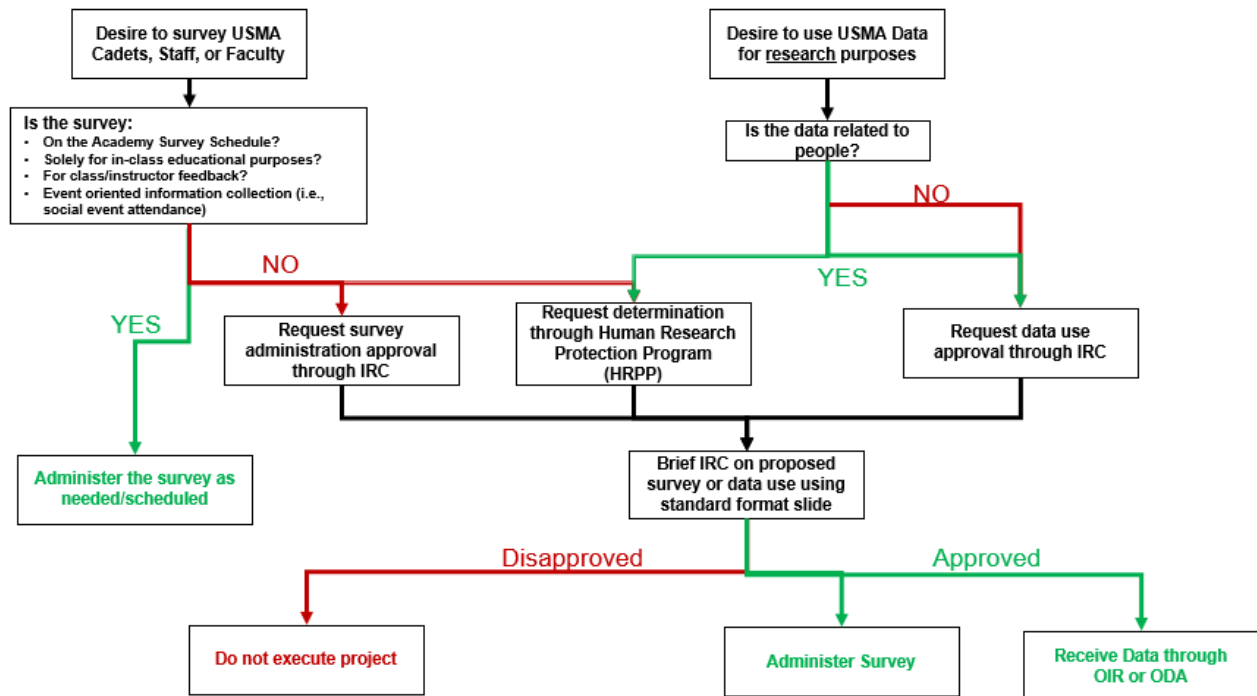 Desire to survey USMA
Cadets, Staff, or Faculty
Desire to use USMA Data
for research purposes
Is the survey:
• On the Academy Survey Schedule?
• Solely for in-class educational purposes?
• For class/instructor feedback?
• Event oriented information collection (i.e.,
social event attendance)
Is the data related to
people?
NO
NO
YES
YES
Request survey
administration approval
through IRC
Request determination
through Human Research
Protection Program
(HRPP)
Request data use
approval through IRC
Administer the survey as
needed/scheduled
Brief IRC on proposed
survey or data use using
standard format slide
Disapproved
Approved
Do not execute project
Administer Survey
Receive Data through
OIR or ODA